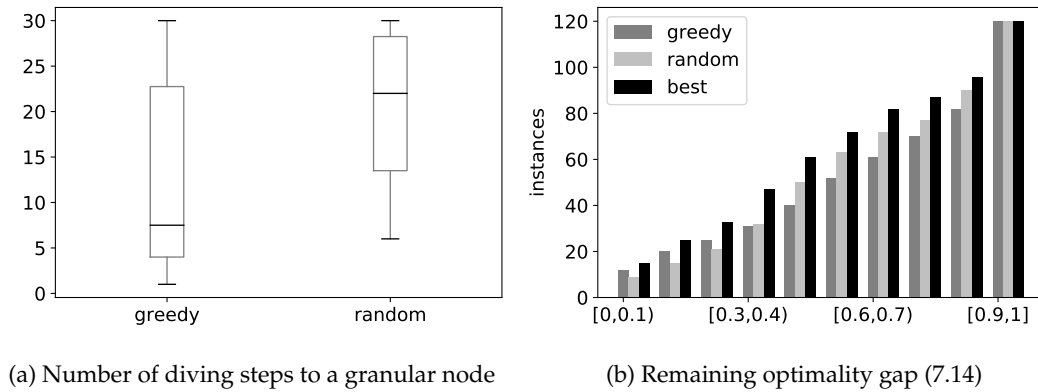 30
25
20
15
10
5
0
greedy
random
120
100
80
60
40
20
0
instances
greedy
random
best
[0,0.1)
[0.3,0.4)
[0.6,0.7)
[0.9,1]
(a) Number of diving steps to a granular node
(b) Remaining optimality gap (7.14)